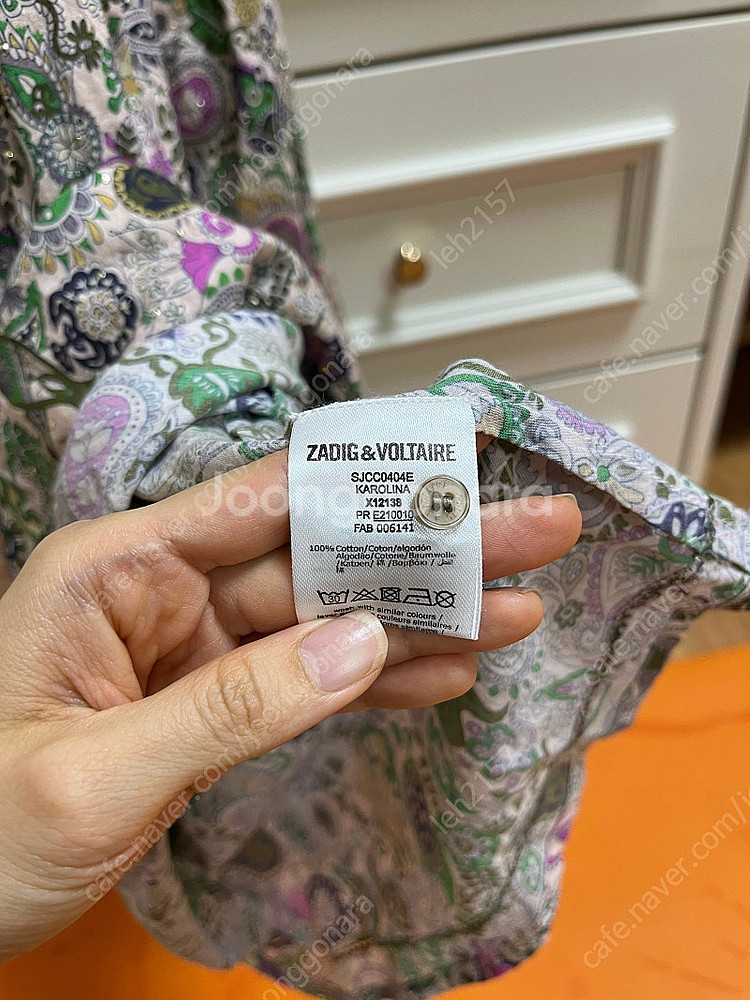 ZADIG&VOLTAIRE
SJCC0404E
KAROLINA
X12138
PR E210010
FAB 006141
100% Cotton/Coton/algodón
Algodão/Cotone/Baumwolle
30
wash with similar colours /
couleurs similaires /
Joonggonara
leh2157
cafe.naver.com/